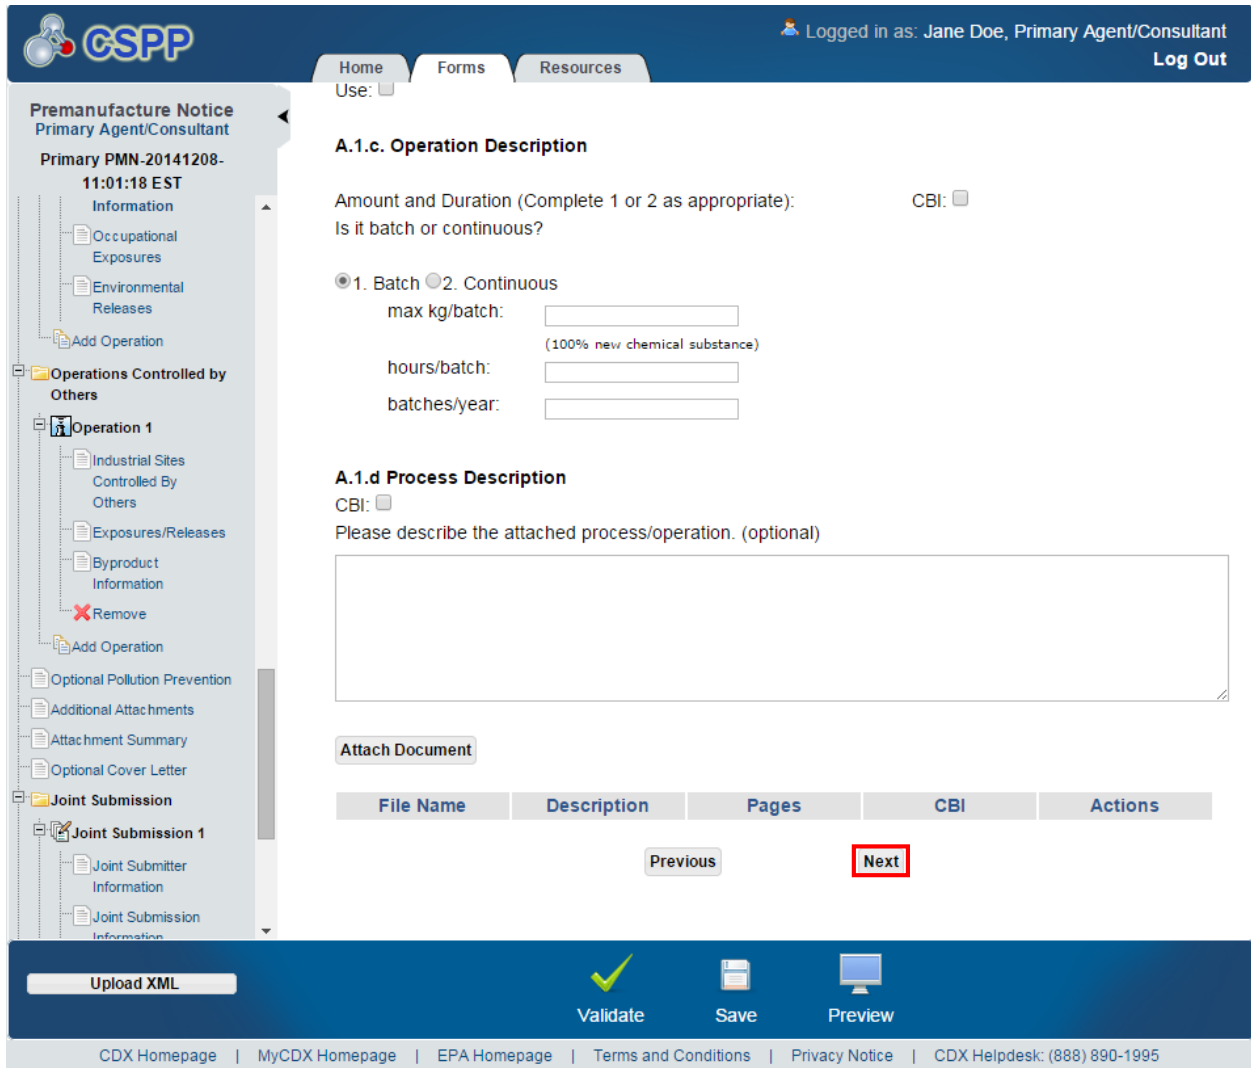 CSPP
Logged in as: Jane Doe, Primary Agent/Consultant
Log Out
Home
Forms
Resources
Premanufacture Notice
Primary Agent/Consultant
Primary PMN-20141208-
11:01:18 EST
Information
Occupational
Exposures
Environmental
Releases
Add Operation
Operations Controlled by
Others
Operation 1
Industrial Sites
Controlled By
Others
Exposures/Releases
Byproduct
Information
Remove
Add Operation
Optional Pollution Prevention
Additional Attachments
Attachment Summary
Optional Cover Letter
Joint Submission
Joint Submission 1
Joint Submitter
Information
Joint Submission
Information
Use:
A.1.c. Operation Description
Amount and Duration (Complete 1 or 2 as appropriate): CBI:
Is it batch or continuous?
1. Batch 2. Continuous
max kg/batch:
(100% new chemical substance)
hours/batch:
batches/year:
A.1.d Process Description
CBI:
Please describe the attached process/operation. (optional)
Attach Document
File Name Description Pages CBI Actions
Previous Next
Upload XML
Validate Save Preview
CDX Homepage | MyCDX Homepage | EPA Homepage | Terms and Conditions | Privacy Notice | CDX Helpdesk: (888) 890-1995